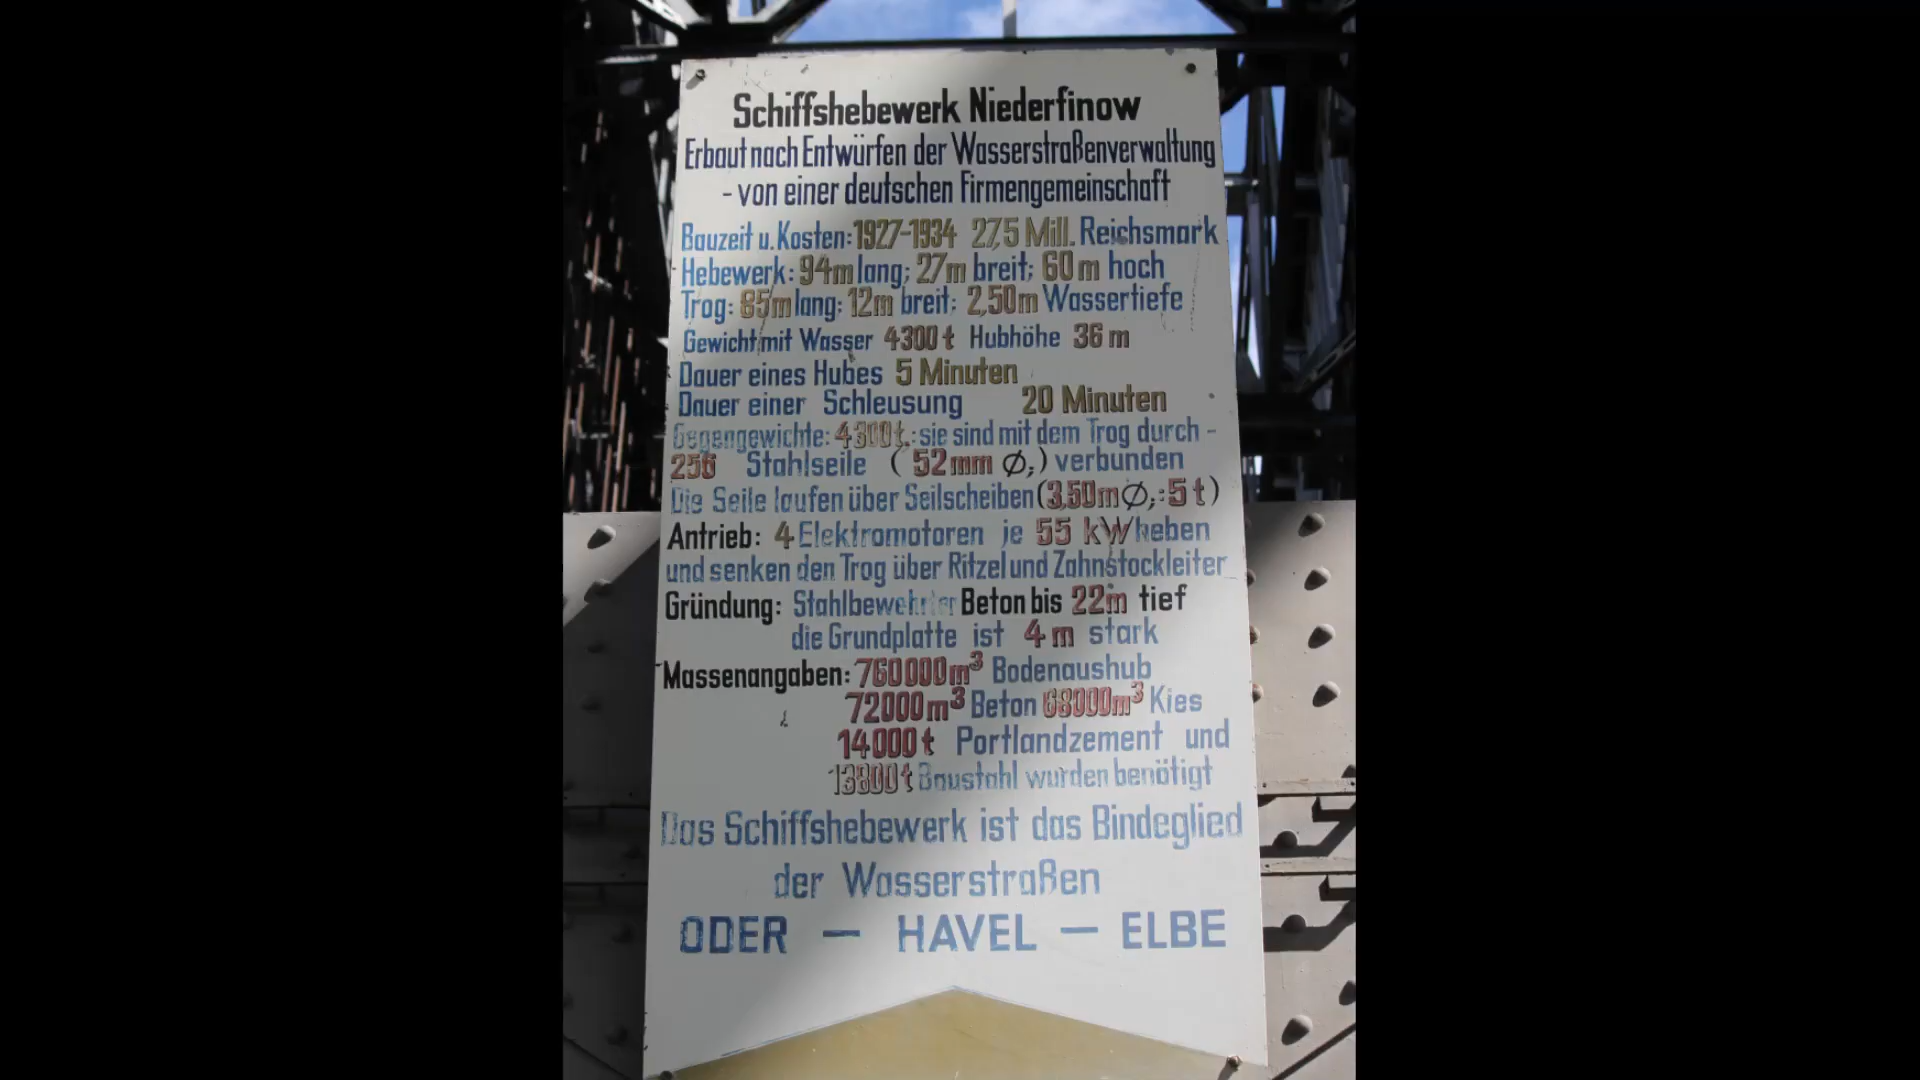 Schiffshebewerk Niederfinow
Erbaut nach Entwürfen der Wasserstraßenverwaltung
- von einer deutschen Firmengemeinschaft
Bauzeit u. Kosten: 1927-1934 27,5 Mill. Reichsmark
Hebewerk: 94m lang; 27m breit; 60m hoch
Trog: 85m lang: 12m breit; 2,50m Wassertiefe
Gewicht mit Wasser 4300t Hubhöhe 36 m
Dauer eines Hubes 5 Minuten
Dauer einer Schleusung 20 Minuten
Gegengewichte: 4300t.: sie sind mit dem Trog durch -
256 Stahlseile ( 52mm Ø,) verbunden
Die Seile laufen über Seilscheiben (3,50m Ø,: 5 t)
Antrieb: 4 Elektromotoren je 55 kW heben
und senken den Trog über Ritzel und Zahnstockleiter
Gründung: Stahlbewehrter Beton bis 22m tief
die Grundplatte ist 4 m stark
Massenangaben: 760000m³ Bodenaushub
72000m³ Beton 68000m³ Kies
14000t Portlandzement und
13800t Baustahl wurden benötigt
Das Schiffshebewerk ist das Bindeglied
der Wasserstraßen
ODER — HAVEL — ELBE